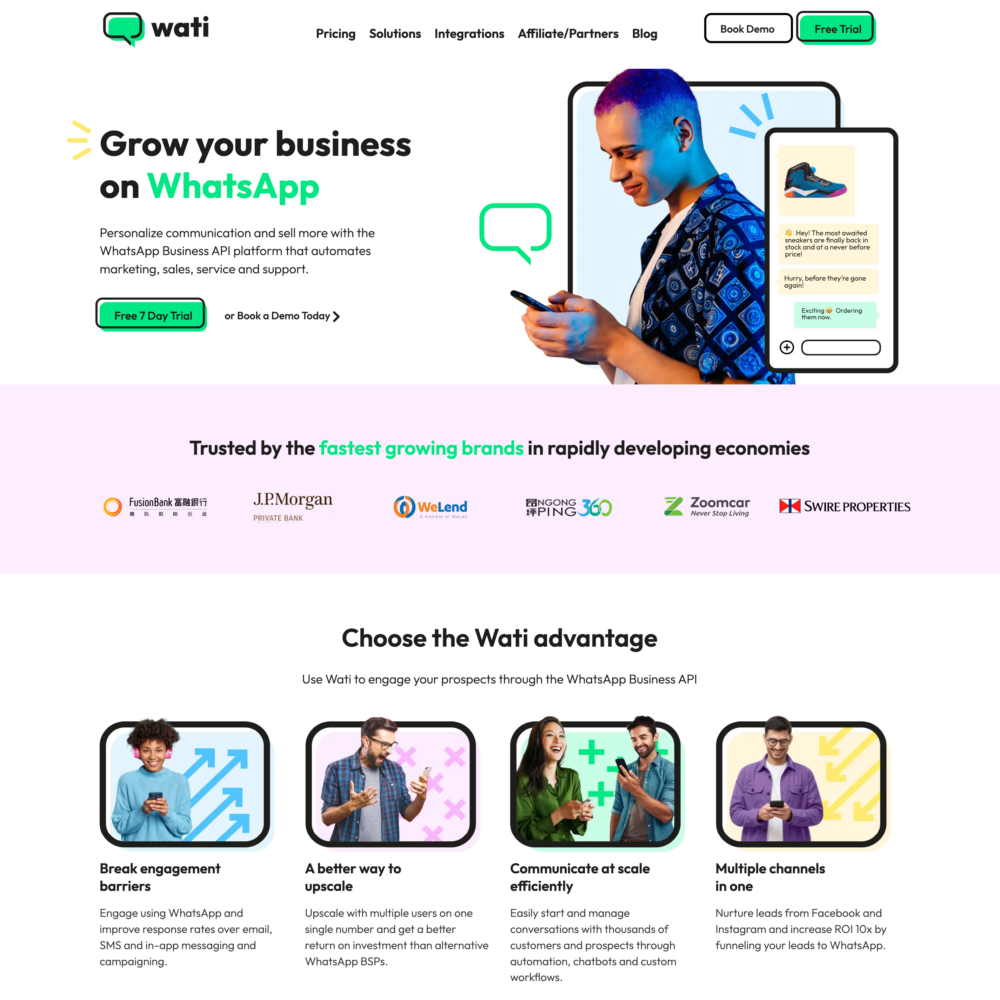 wati
Pricing
Solutions
Integrations
Affiliate/Partners
Blog
Book Demo
Free Trial
Grow your business
on WhatsApp
Personalize communication and sell more with the
WhatsApp Business API platform that automates
marketing, sales, service and support.
Free 7 Day Trial
or Book a Demo Today
👋 Hey! The most awaited
sneakers are finally back in
stock and at a never before
price!
Hurry, before they're gone
again!
Exciting 🤩 Ordering
them now.
Trusted by the fastest growing brands in rapidly developing economies
FusionBank 富融銀行
J.P.Morgan
PRIVATE BANK
WeLend
A member of WeLab
昂 NGONG
坪 PING 360
Zoomcar
Never Stop Living
SWIRE PROPERTIES
Choose the Wati advantage
Use Wati to engage your prospects through the WhatsApp Business API
Break engagement
barriers
Engage using WhatsApp and
improve response rates over email,
SMS and in-app messaging and
campaigning.
A better way to
upscale
Upscale with multiple users on one
single number and get a better
return on investment than alternative
WhatsApp BSPs.
Communicate at scale
efficiently
Easily start and manage
conversations with thousands of
customers and prospects through
automation, chatbots and custom
workflows.
Multiple channels
in one
Nurture leads from Facebook and
Instagram and increase ROI 10x by
funneling your leads to WhatsApp.